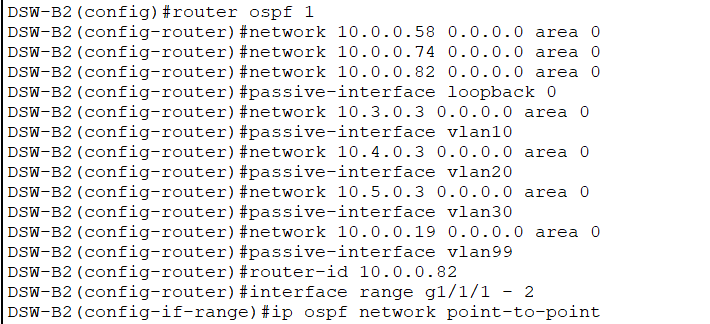 DSW-B2(config)#router ospf 1
DSW-B2(config-router)#network 10.0.0.58 0.0.0.0 area 0
DSW-B2(config-router)#network 10.0.0.74 0.0.0.0 area 0
DSW-B2(config-router)#network 10.0.0.82 0.0.0.0 area 0
DSW-B2(config-router)#passive-interface loopback 0
DSW-B2(config-router)#network 10.3.0.3 0.0.0.0 area 0
DSW-B2(config-router)#passive-interface vlan10
DSW-B2(config-router)#network 10.4.0.3 0.0.0.0 area 0
DSW-B2(config-router)#passive-interface vlan20
DSW-B2(config-router)#network 10.5.0.3 0.0.0.0 area 0
DSW-B2(config-router)#passive-interface vlan30
DSW-B2(config-router)#network 10.0.0.19 0.0.0.0 area 0
DSW-B2(config-router)#passive-interface vlan99
DSW-B2(config-router)#router-id 10.0.0.82
DSW-B2(config-router)#interface range g1/1/1 - 2
DSW-B2(config-if-range)#ip ospf network point-to-point